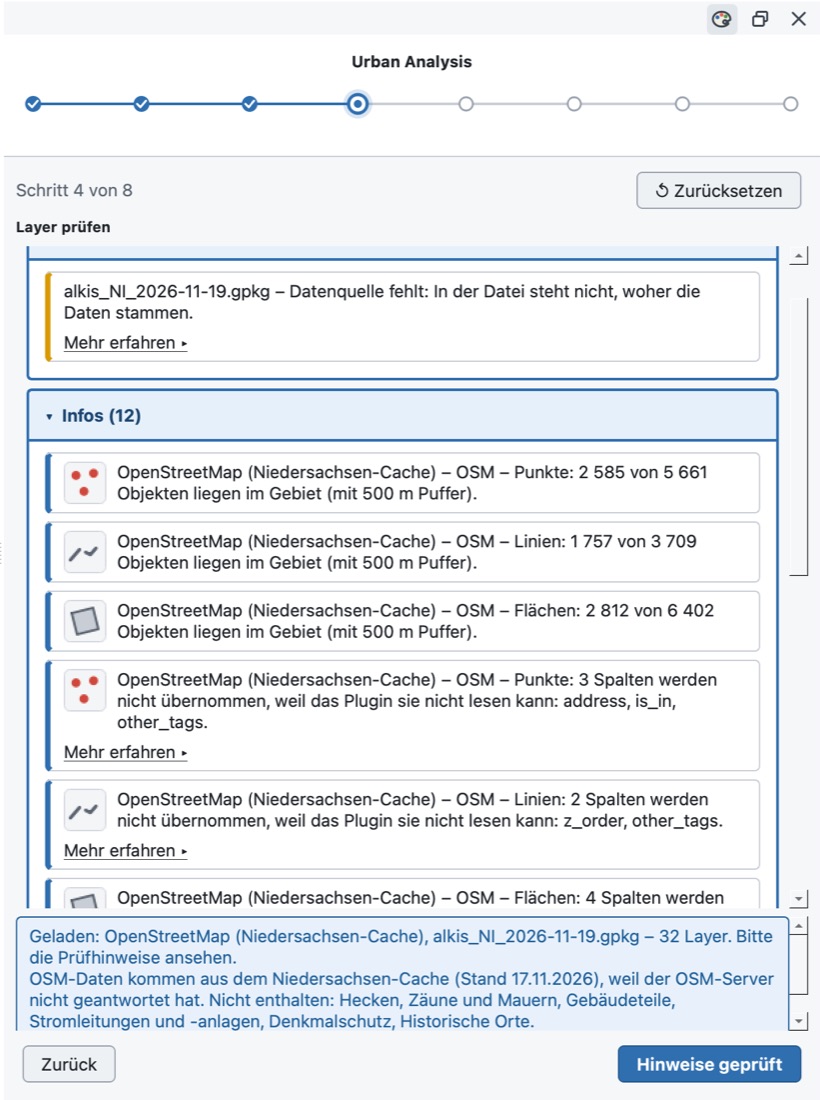 Urban Analysis
Schritt 4 von 8
Zurücksetzen
Layer prüfen
alkis_NI_2026-11-19.gpkg – Datenquelle fehlt: In der Datei steht nicht, woher die
Daten stammen.
Mehr erfahren ▸
▾ Infos (12)
OpenStreetMap (Niedersachsen-Cache) – OSM – Punkte: 2 585 von 5 661
Objekten liegen im Gebiet (mit 500 m Puffer).
OpenStreetMap (Niedersachsen-Cache) – OSM – Linien: 1 757 von 3 709
Objekten liegen im Gebiet (mit 500 m Puffer).
OpenStreetMap (Niedersachsen-Cache) – OSM – Flächen: 2 812 von 6 402
Objekten liegen im Gebiet (mit 500 m Puffer).
OpenStreetMap (Niedersachsen-Cache) – OSM – Punkte: 3 Spalten werden
nicht übernommen, weil das Plugin sie nicht lesen kann: address, is_in,
other_tags.
Mehr erfahren ▸
OpenStreetMap (Niedersachsen-Cache) – OSM – Linien: 2 Spalten werden
nicht übernommen, weil das Plugin sie nicht lesen kann: z_order, other_tags.
Mehr erfahren ▸
OpenStreetMap (Niedersachsen-Cache) – OSM – Flächen: 4 Spalten werden
Geladen: OpenStreetMap (Niedersachsen-Cache), alkis_NI_2026-11-19.gpkg – 32 Layer. Bitte
die Prüfhinweise ansehen.
OSM-Daten kommen aus dem Niedersachsen-Cache (Stand 17.11.2026), weil der OSM-Server
nicht geantwortet hat. Nicht enthalten: Hecken, Zäune und Mauern, Gebäudeteile,
Stromleitungen und -anlagen, Denkmalschutz, Historische Orte.
Zurück
Hinweise geprüft